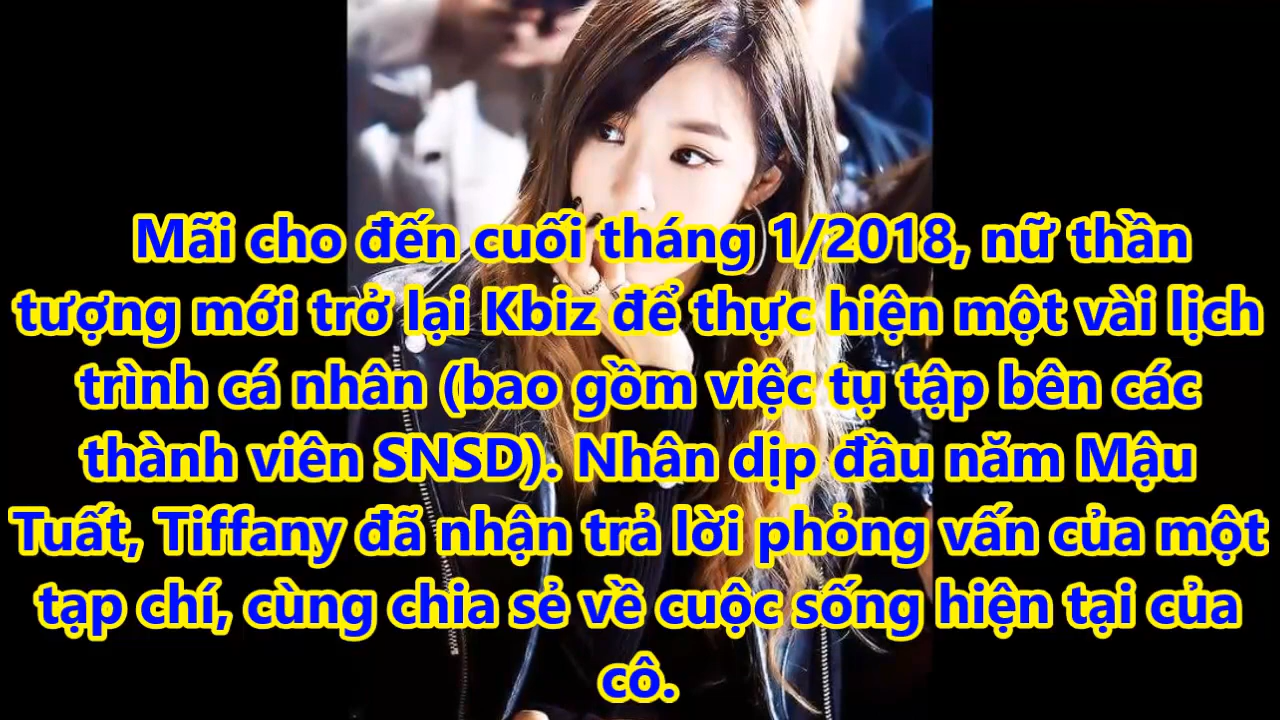 Mãi cho đến cuối tháng 1/2018, nữ thần
tượng mới trở lại Kbiz để thực hiện một vài lịch
trình cá nhân (bao gồm việc tụ tập bên các
thành viên SNSD). Nhân dịp đầu năm Mậu
Tuất, Tiffany đã nhận trả lời phỏng vấn của một
tạp chí, cùng chia sẻ về cuộc sống hiện tại của
cô.